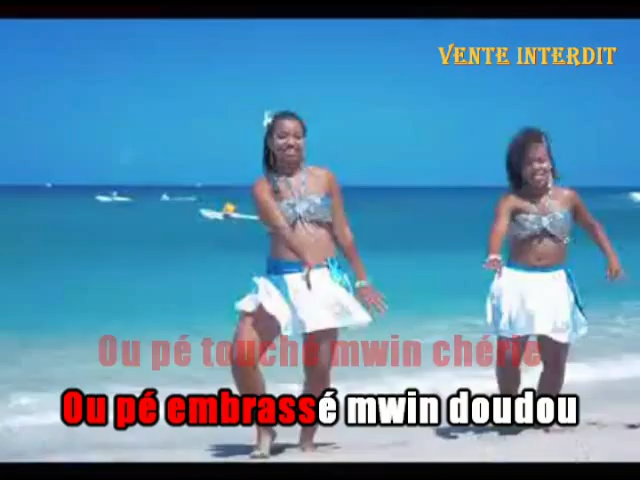 VENTE INTERDIT
Ou pé touché mwin chérie
Ou pé embrassé mwin doudou